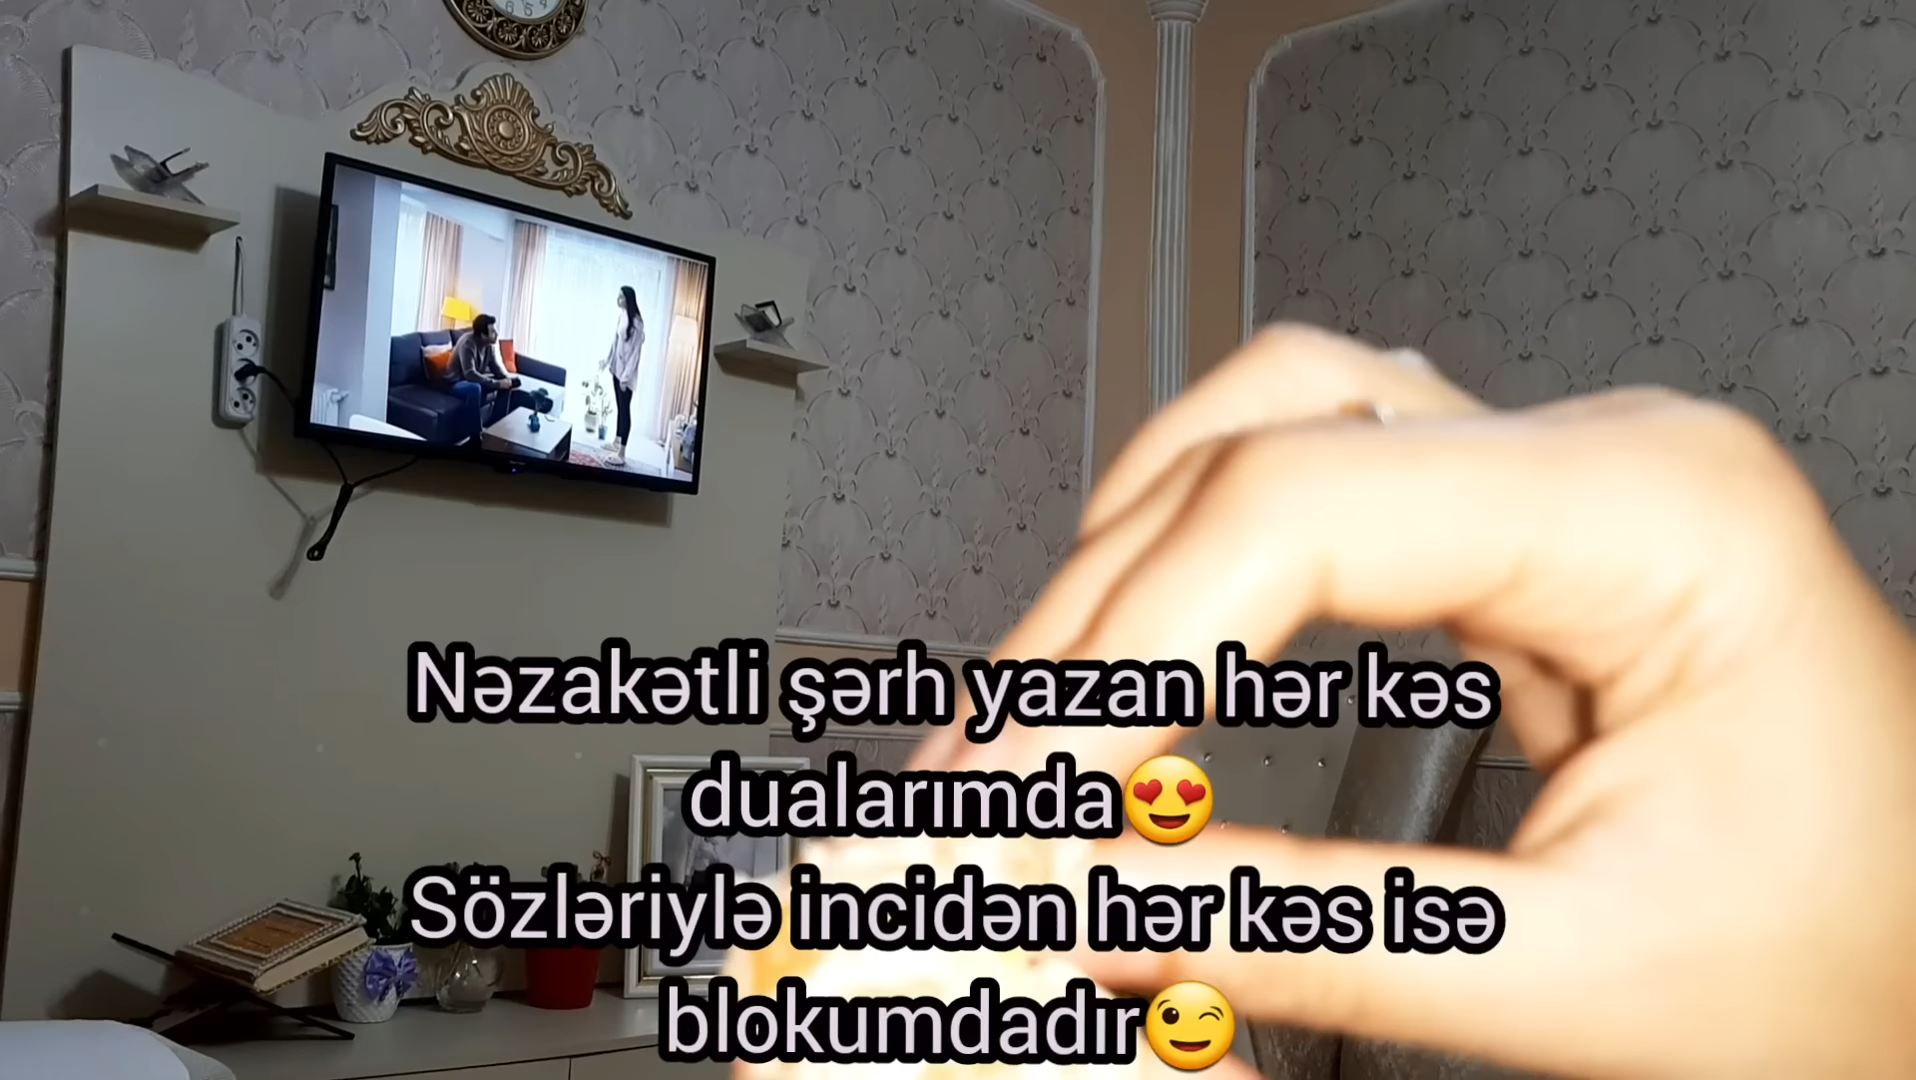 Nəzakətli şərh yazan hər kəs
dualarımda😍
Sözləriylə incidən hər kəs isə
blokumdadır😉